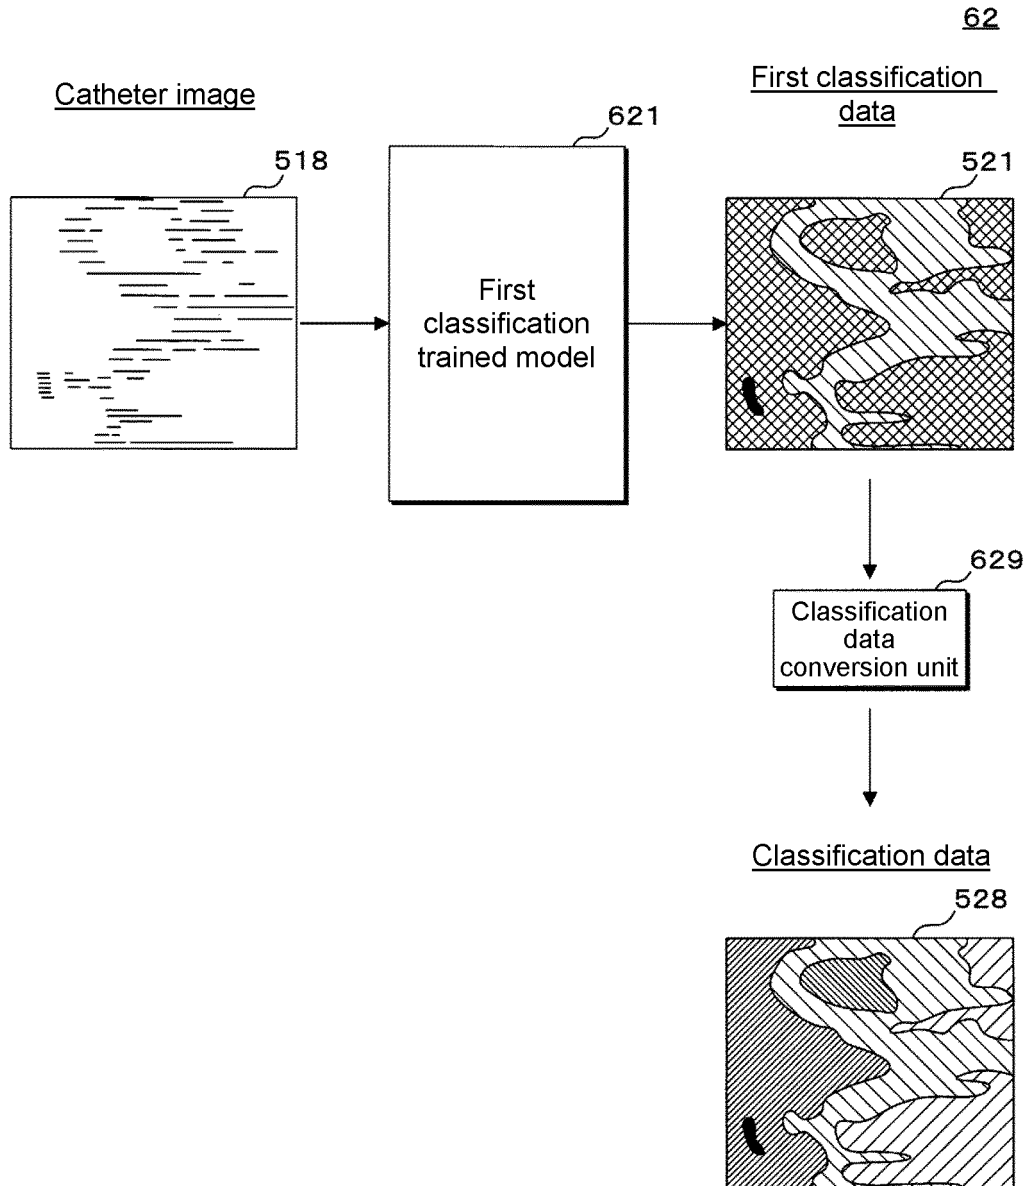 62
Catheter image
518
621
First
classification
trained model
First classification
data
521
629
Classification
data
conversion unit
Classification data
528